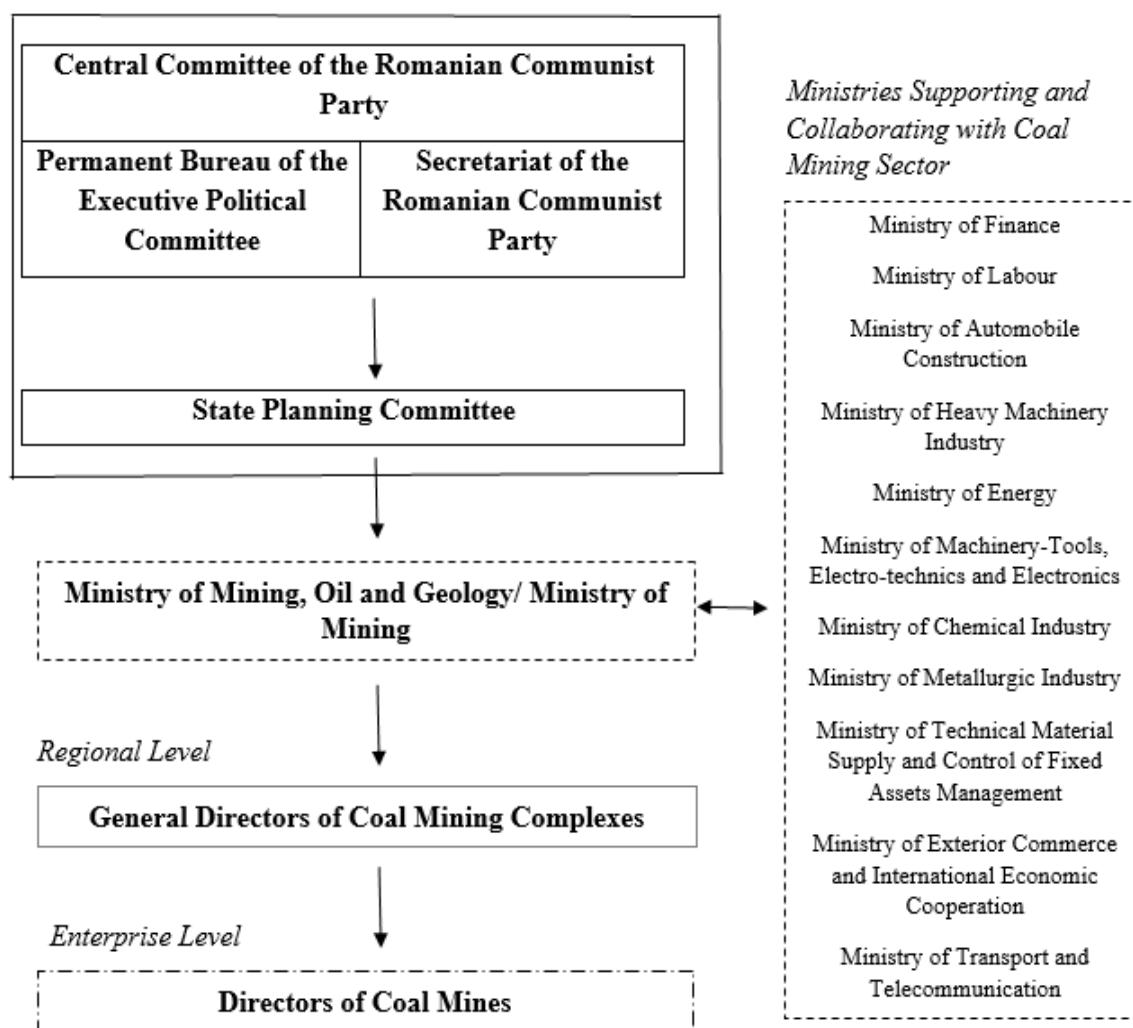 Central Committee of the Romanian Communist
Party
Permanent Bureau of the
Executive Political
Committee
Secretariat of the
Romanian Communist
Party
State Planning Committee
Ministry of Mining, Oil and Geology/ Ministry of
Mining
Regional Level
General Directors of Coal Mining Complexes
Enterprise Level
Directors of Coal Mines
Ministries Supporting and
Collaborating with Coal
Mining Sector
Ministry of Finance
Ministry of Labour
Ministry of Automobile
Construction
Ministry of Heavy Machinery
Industry
Ministry of Energy
Ministry of Machinery-Tools,
Electro-technics and Electronics
Ministry of Chemical Industry
Ministry of Metallurgic Industry
Ministry of Technical Material
Supply and Control of Fixed
Assets Management
Ministry of Exterior Commerce
and International Economic
Cooperation
Ministry of Transport and
Telecommunication